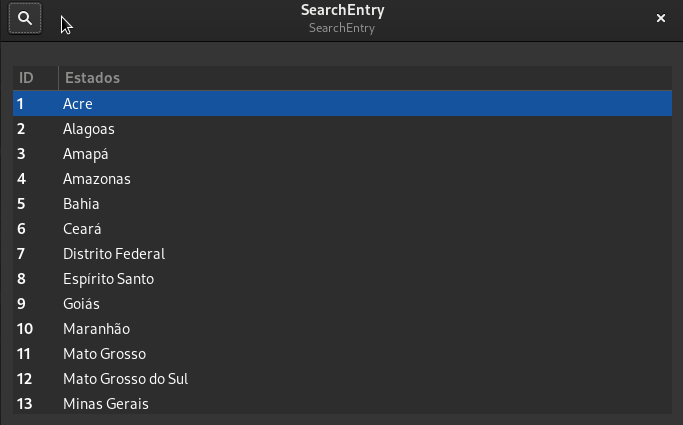 SearchEntry
SearchEntry
ID Estados
1 Acre
2 Alagoas
3 Amapá
4 Amazonas
5 Bahia
6 Ceará
7 Distrito Federal
8 Espírito Santo
9 Goiás
10 Maranhão
11 Mato Grosso
12 Mato Grosso do Sul
13 Minas Gerais